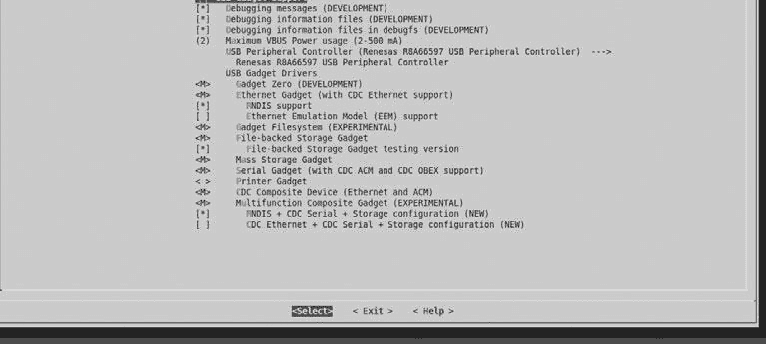 [*] Debugging messages (DEVELOPMENT)
[*] Debugging information files (DEVELOPMENT)
[*] Debugging information files in debugfs (DEVELOPMENT)
(2) Maximum VBUS Power usage (2-500 mA)
USB Peripheral Controller (Renesas R8A66597 USB Peripheral Controller) --->
Renesas R8A66597 USB Peripheral Controller
USB Gadget Drivers
<M> Gadget Zero (DEVELOPMENT)
<M> Ethernet Gadget (with CDC Ethernet support)
[*] RNDIS support
[ ] Ethernet Emulation Model (EEM) support
<M> Gadget Filesystem (EXPERIMENTAL)
<M> File-backed Storage Gadget
[*] File-backed Storage Gadget testing version
<M> Mass Storage Gadget
<M> Serial Gadget (with CDC ACM and CDC OBEX support)
< > Printer Gadget
<M> CDC Composite Device (Ethernet and ACM)
<M> Multifunction Composite Gadget (EXPERIMENTAL)
[*] RNDIS + CDC Serial + Storage configuration (NEW)
[ ] CDC Ethernet + CDC Serial + Storage configuration (NEW)
<Select> < Exit > < Help >